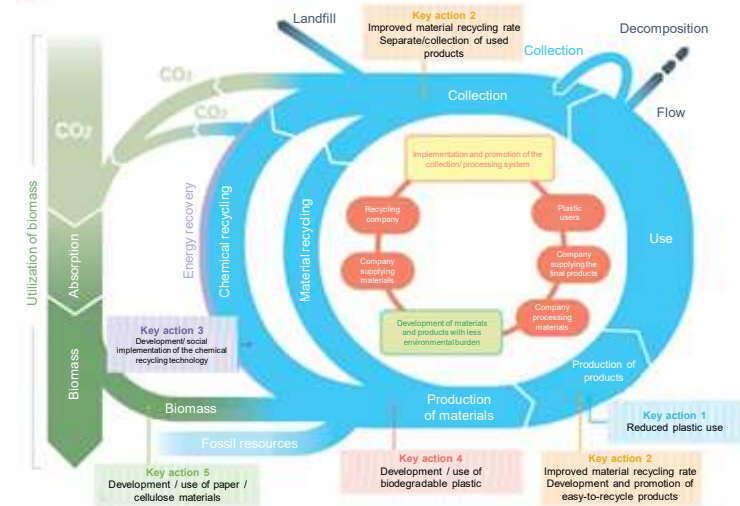 Landfill
Key action 2
Improved material recycling rate
Separate/collection of used
products
Collection
Decomposition
Flow
CO2
CO2
CO2
Collection
Implementation and promotion of the
collection/ processing system
Recycling
company
Plastic
users
Company
supplying
materials
Company
supplying the
final products
Company
processing
materials
Development of materials
and products with less
environmental burden
Use
Utilization of biomass
Absorption
Biomass
Energy recovery
Chemical recycling
Material recycling
Key action 3
Development/ social
implementation of the chemical
recycling technology
Production of
products
Biomass
Production
of materials
Fossil resources
Key action 1
Reduced plastic use
Key action 5
Development / use of paper /
cellulose materials
Key action 4
Development / use of
biodegradable plastic
Key action 2
Improved material recycling rate
Development and promotion of
easy-to-recycle products